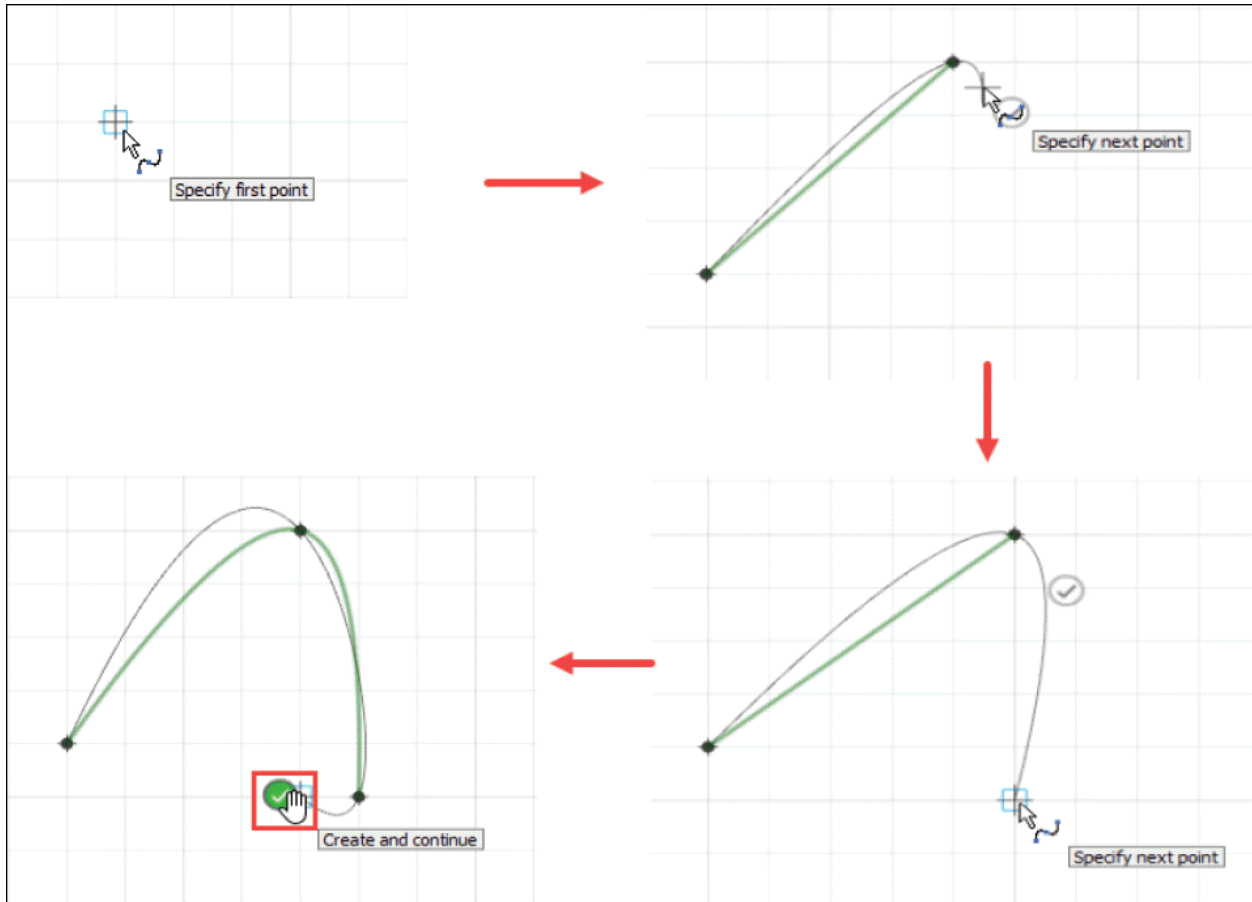 Specify first point
Specify next point
Specify next point
Create and continue